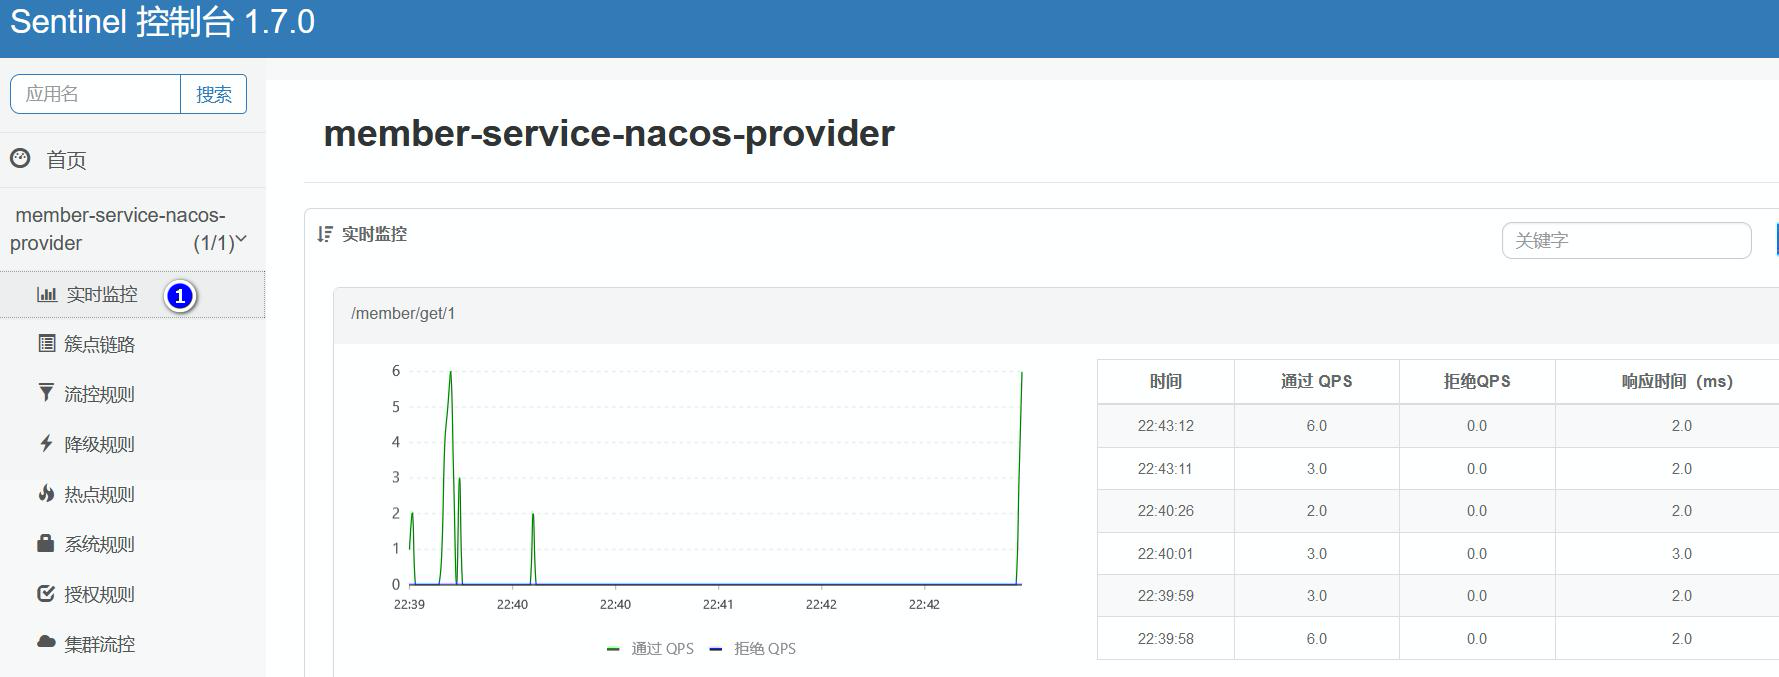 Sentinel 控制台 1.7.0
应用名
搜索
首页
member-service-nacos-
provider (1/1)
实时监控 1
簇点链路
流控规则
降级规则
热点规则
系统规则
授权规则
集群流控
member-service-nacos-provider
实时监控
关键字
/member/get/1
6
5
4
3
2
1
0
22:39 22:40 22:40 22:41 22:42 22:42
通过 QPS 拒绝 QPS
时间 通过 QPS 拒绝QPS 响应时间（ms）
22:43:12 6.0 0.0 2.0
22:43:11 3.0 0.0 2.0
22:40:26 2.0 0.0 2.0
22:40:01 3.0 0.0 3.0
22:39:59 3.0 0.0 2.0
22:39:58 6.0 0.0 2.0